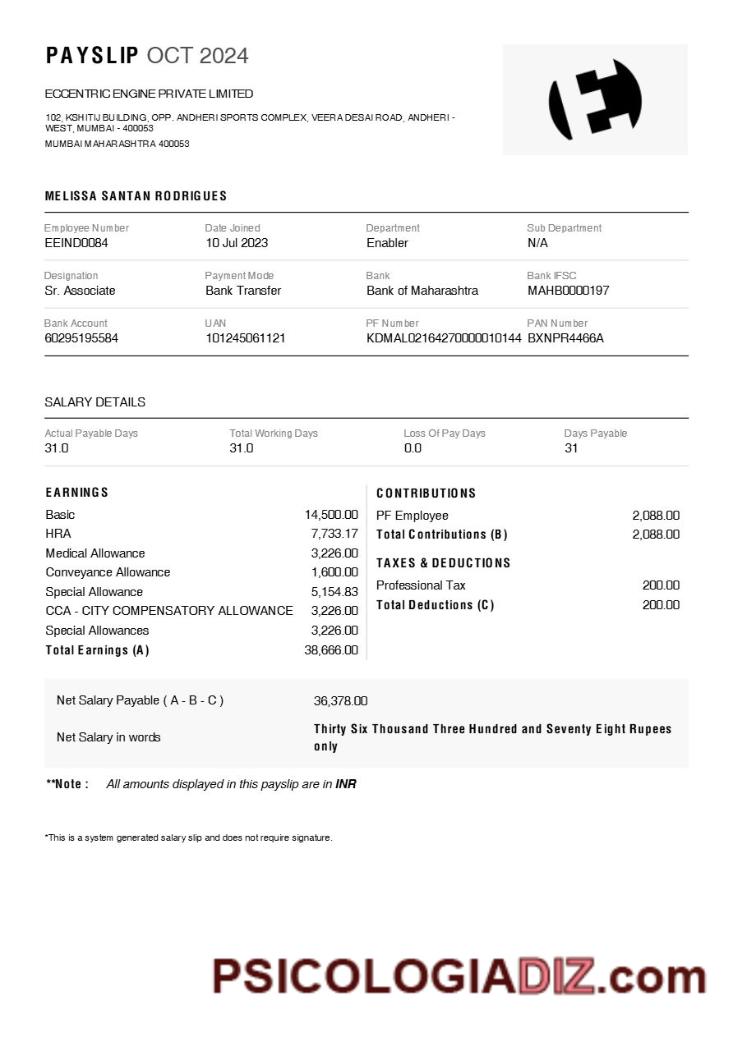 PAYSLIP OCT 2024
ECCENTRIC ENGINE PRIVATE LIMITED
102, KSHITIJ BUILDING, OPP. ANDHERI SPORTS COMPLEX, VEERA DESAI ROAD, ANDHERI -
WEST, MUMBAI - 400053
MUMBAI MAHARASHTRA 400053
MELISSA SANTAN RODRIGUES
Employee Number Date Joined Department Sub Department
EEIND0084 10 Jul 2023 Enabler N/A
Designation Payment Mode Bank Bank IFSC
Sr. Associate Bank Transfer Bank of Maharashtra MAHB0000197
Bank Account UAN PF Number PAN Number
60295195584 101245061121 KDMAL02164270000010144 BXNPR4466A
SALARY DETAILS
Actual Payable Days Total Working Days Loss Of Pay Days Days Payable
31.0 31.0 0.0 31
EARNINGS
Basic 14,500.00
HRA 7,733.17
Medical Allowance 3,226.00
Conveyance Allowance 1,600.00
Special Allowance 5,154.83
CCA - CITY COMPENSATORY ALLOWANCE 3,226.00
Special Allowances 3,226.00
Total Earnings (A) 38,666.00
CONTRIBUTIONS
PF Employee 2,088.00
Total Contributions (B) 2,088.00
TAXES & DEDUCTIONS
Professional Tax 200.00
Total Deductions (C) 200.00
Net Salary Payable ( A - B - C ) 36,378.00
Net Salary in words Thirty Six Thousand Three Hundred and Seventy Eight Rupees
only
**Note : All amounts displayed in this payslip are in INR
*This is a system generated salary slip and does not require signature.
PSICOLOGIADIZ.com